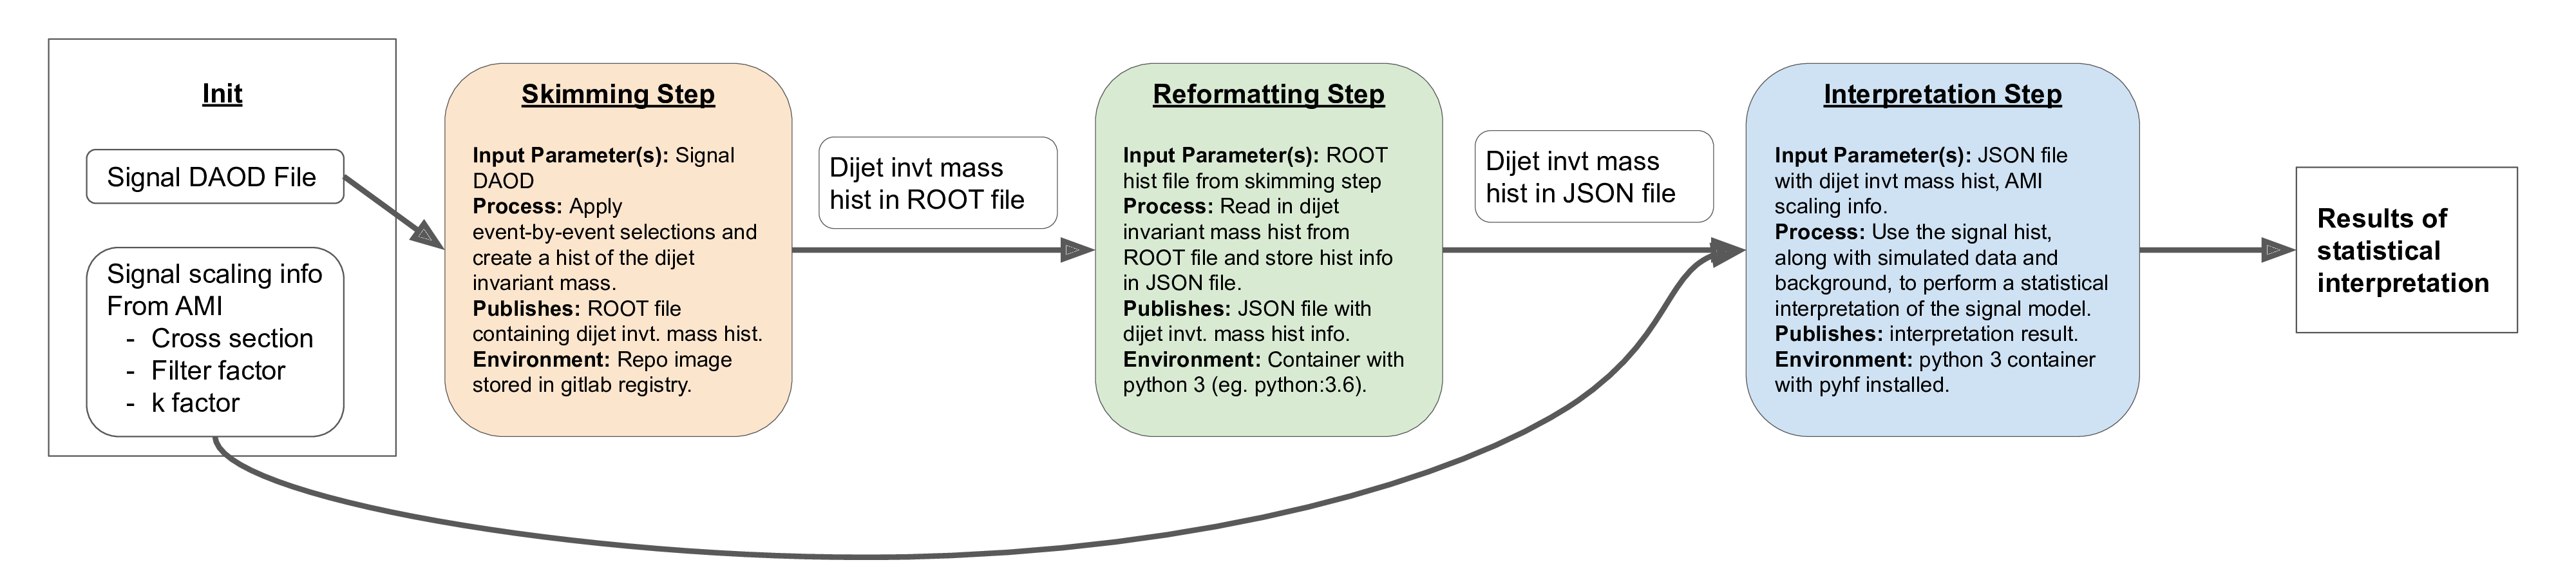 Init
Signal DAOD File
Signal scaling info
From AMI
- Cross section
- Filter factor
- k factor
Skimming Step
Input Parameter(s): Signal
DAOD
Process: Apply
event-by-event selections and
create a hist of the dijet
invariant mass.
Publishes: ROOT file
containing dijet invt. mass hist.
Environment: Repo image
stored in gitlab registry.
Dijet invt mass
hist in ROOT file
Reformatting Step
Input Parameter(s): ROOT
hist file from skimming step
Process: Read in dijet
invariant mass hist from
ROOT file and store hist info
in JSON file.
Publishes: JSON file with
dijet invt. mass hist info.
Environment: Container with
python 3 (eg. python:3.6).
Dijet invt mass
hist in JSON file
Interpretation Step
Input Parameter(s): JSON file
with dijet invt mass hist, AMI
scaling info.
Process: Use the signal hist,
along with simulated data and
background, to perform a statistical
interpretation of the signal model.
Publishes: interpretation result.
Environment: python 3 container
with pyhf installed.
Results of
statistical
interpretation